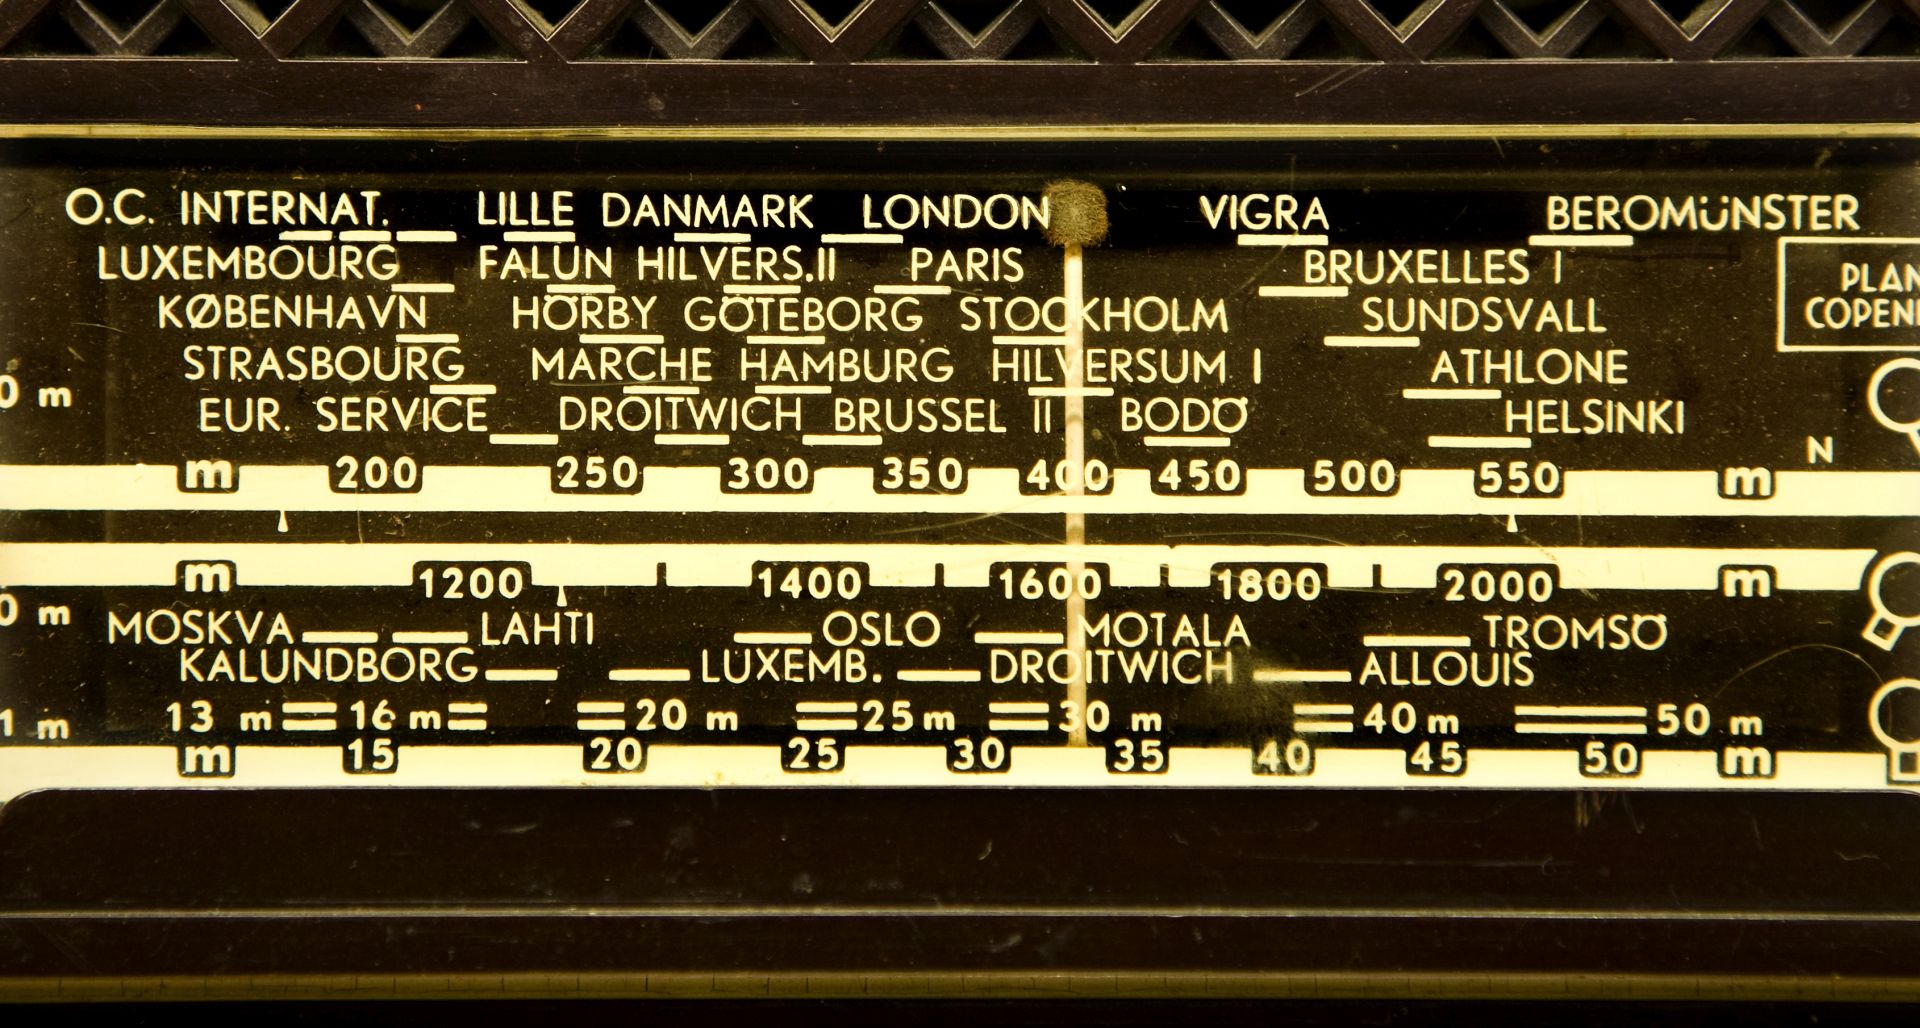 O.C. INTERNAT. LILLE DANMARK LONDON VIGRA BEROMÜNSTER
LUXEMBOURG FALUN HILVERS.II PARIS BRUXELLES I
KØBENHAVN HÖRBY GÖTEBORG STOCKHOLM SUNDSVALL
STRASBOURG MARCHE HAMBURG HILVERSUM I ATHLONE
EUR. SERVICE DROITWICH BRUSSEL II BODÖ HELSINKI
N
m 200 250 300 350 400 450 500 550 m
m 1200 1400 1600 1800 2000 m
0 m
0 m
MOSKVA LAHTI OSLO MOTALA TROMSÖ
KALUNDBORG LUXEMB. DROITWICH ALLOUIS
1 m
13 m 16 m 20 m 25 m 30 m 40 m 50 m
m 15 20 25 30 35 40 45 50 m